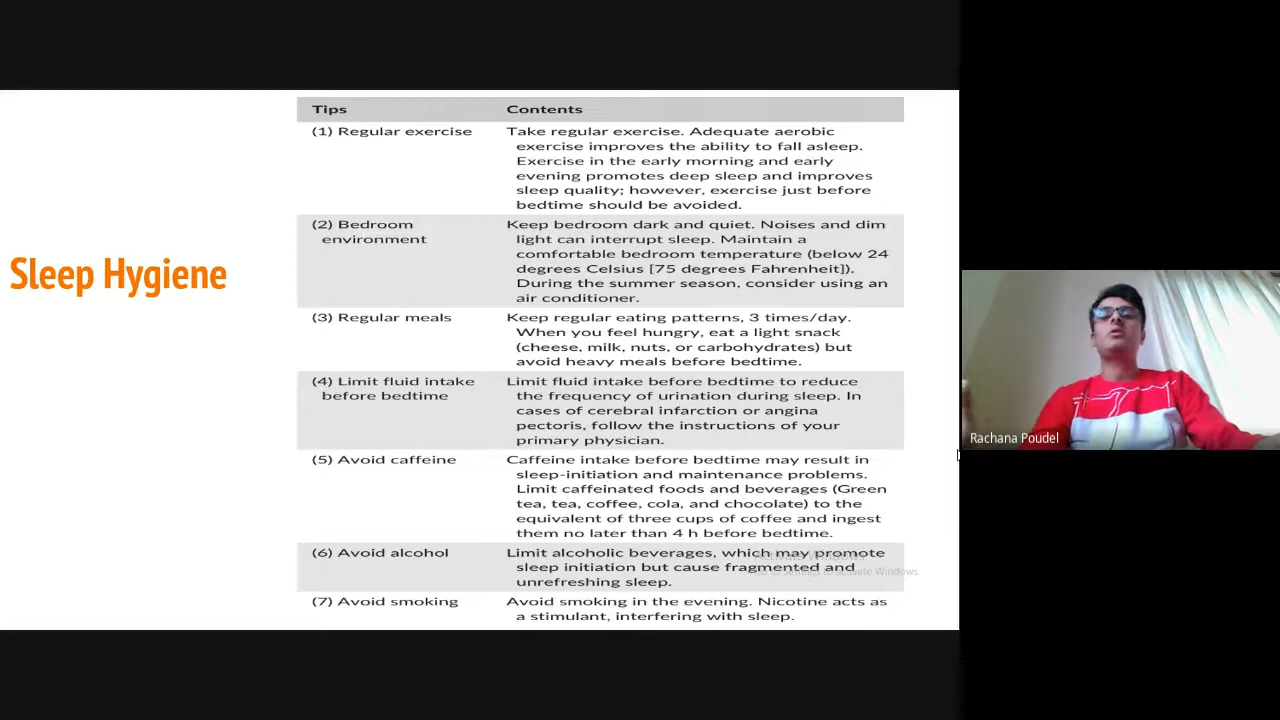 Sleep Hygiene
Tips Contents
(1) Regular exercise Take regular exercise. Adequate aerobic
exercise improves the ability to fall asleep.
Exercise in the early morning and early
evening promotes deep sleep and improves
sleep quality; however, exercise just before
bedtime should be avoided.
(2) Bedroom Keep bedroom dark and quiet. Noises and dim
environment light can interrupt sleep. Maintain a
comfortable bedroom temperature (below 24
degrees Celsius [75 degrees Fahrenheit]).
During the summer season, consider using an
air conditioner.
(3) Regular meals Keep regular eating patterns, 3 times/day.
When you feel hungry, eat a light snack
(cheese, milk, nuts, or carbohydrates) but
avoid heavy meals before bedtime.
(4) Limit fluid intake Limit fluid intake before bedtime to reduce
before bedtime the frequency of urination during sleep. In
cases of cerebral infarction or angina
pectoris, follow the instructions of your
primary physician.
(5) Avoid caffeine Caffeine intake before bedtime may result in
sleep-initiation and maintenance problems.
Limit caffeinated foods and beverages (Green
tea, tea, coffee, cola, and chocolate) to the
equivalent of three cups of coffee and ingest
them no later than 4 h before bedtime.
(6) Avoid alcohol Limit alcoholic beverages, which may promote
sleep initiation but cause fragmented and
unrefreshing sleep.
(7) Avoid smoking Avoid smoking in the evening. Nicotine acts as
a stimulant, interfering with sleep.
Activate Windows
Go to Settings to activate Windows.
Rachana Poudel